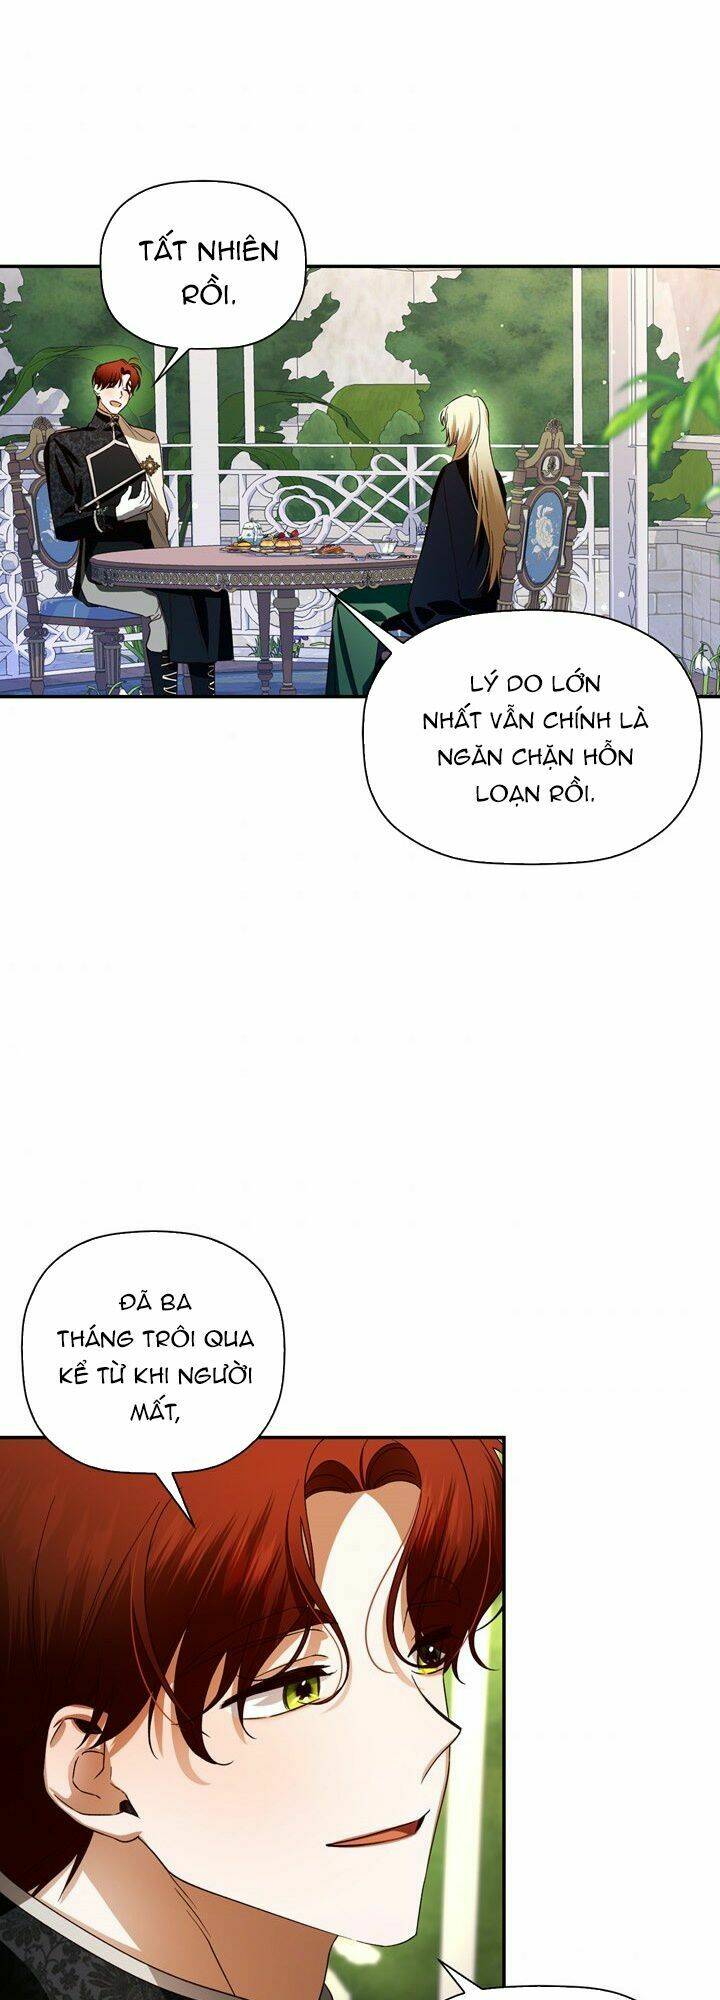 TẤT NHIÊN
RỒI.
LÝ DO LỚN
NHẤT VẪN CHÍNH LÀ
NGĂN CHẶN HỖN
LOẠN RỒI.
ĐÃ BA
THÁNG TRÔI QUA
KỂ TỪ KHI NGƯỜI
MẤT,